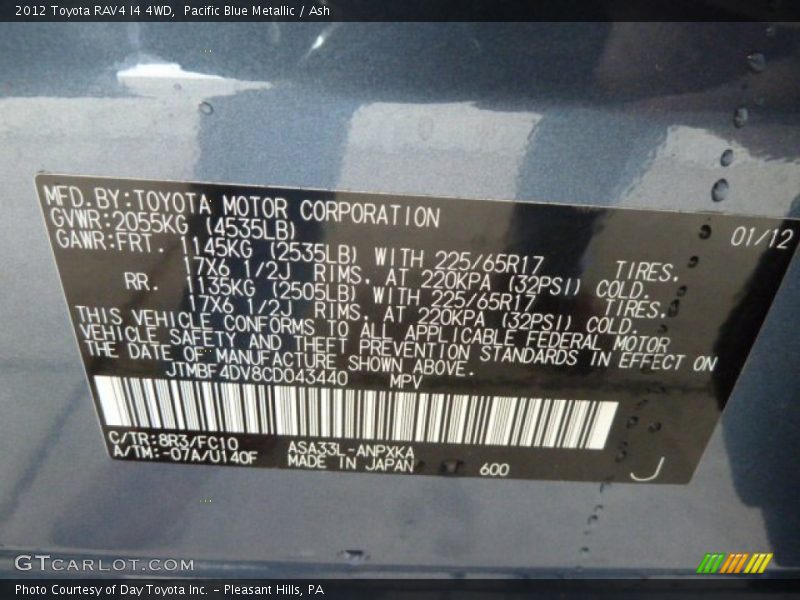 2012 Toyota RAV4 I4 4WD,  Pacific Blue Metallic / Ash
MFD.BY:TOYOTA MOTOR CORPORATION
01/12
GVWR:2055KG (4535LB)
GAWR:FRT. 1145KG (2535LB) WITH 225/65R17 TIRES.
17X6 1/2J RIMS, AT 220KPA (32PSI) COLD.
RR. 1135KG (2505LB) WITH 225/65R17 TIRES.
17X6 1/2J RIMS, AT 220KPA (32PSI) COLD.
THIS VEHICLE CONFORMS TO ALL APPLICABLE FEDERAL MOTOR
VEHICLE SAFETY AND THEFT PREVENTION STANDARDS IN EFFECT ON
THE DATE OF MANUFACTURE SHOWN ABOVE.
JTMBF4DV8CD043440 MPV
C/TR:8R3/FC10 ASA33L-ANPXKA
A/TM:-07A/U140F MADE IN JAPAN 600 J
GTCARLOT.COM
Photo Courtesy of Day Toyota Inc. - Pleasant Hills, PA